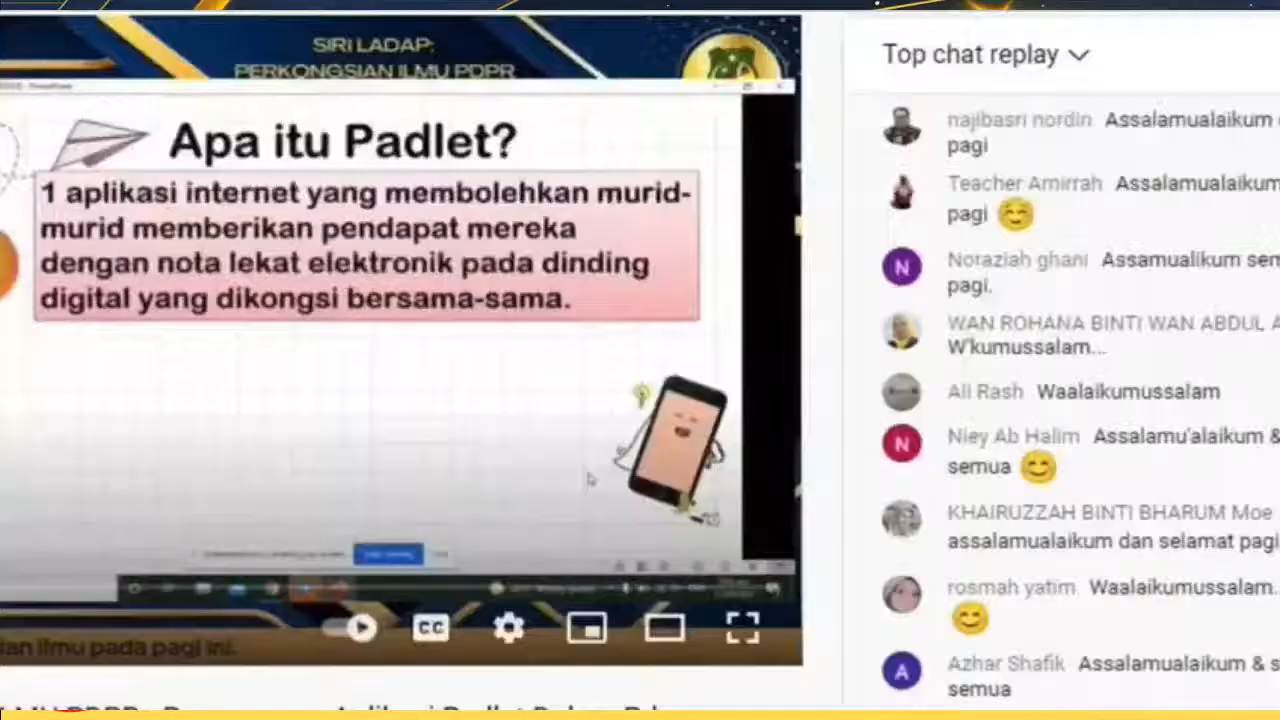 SIRI LADAP:
PERKONGSIAN ILMU PDPR
Apa itu Padlet?
1 aplikasi internet yang membolehkan murid-
murid memberikan pendapat mereka
dengan nota lekat elektronik pada dinding
digital yang dikongsi bersama-sama.
CC
ilmu pada pagi ini.
Top chat replay
najibasri nordin Assalamualaikum
pagi
Teacher Amirrah Assalamualaikum
pagi 😊
N
Noraziah ghani Assamualikum sem
pagi.
WAN ROHANA BINTI WAN ABDUL A
W'kumussalam...
Ali Rash Waalaikumussalam
N
Niey Ab Halim Assalamu'alaikum &
semua 😊
KHAIRUZZAH BINTI BHARUM Moe
assalamualaikum dan selamat pagi
rosmah yatim Waalaikumussalam.
😊
A
Azhar Shafik Assalamualaikum & s
semua